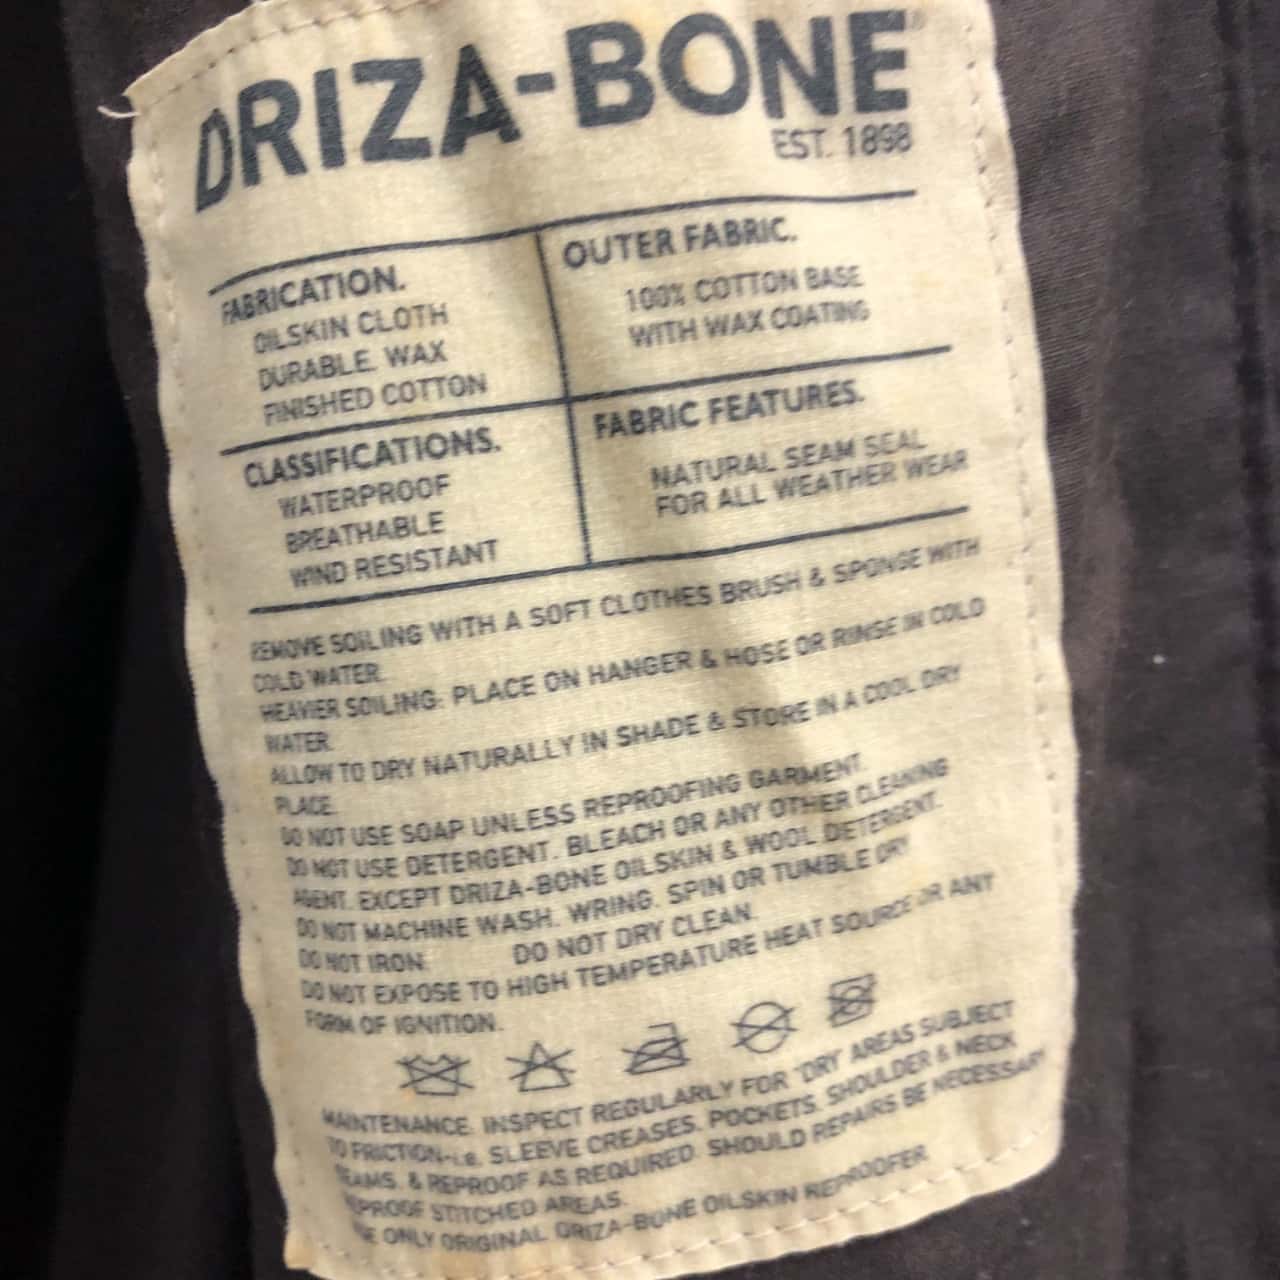 DRIZA-BONE®
EST. 1898
FABRICATION.
OILSKIN CLOTH
DURABLE. WAX
FINISHED COTTON
OUTER FABRIC.
100% COTTON BASE
WITH WAX COATING
CLASSIFICATIONS.
WATERPROOF
BREATHABLE
WIND RESISTANT
FABRIC FEATURES.
NATURAL SEAM SEAL
FOR ALL WEATHER WEAR
REMOVE SOILING WITH A SOFT CLOTHES BRUSH & SPONGE WITH
COLD WATER.
HEAVIER SOILING: PLACE ON HANGER & HOSE OR RINSE IN COLD
WATER.
ALLOW TO DRY NATURALLY IN SHADE & STORE IN A COOL DRY
PLACE.
DO NOT USE SOAP UNLESS REPROOFING GARMENT.
DO NOT USE DETERGENT. BLEACH OR ANY OTHER CLEANING
AGENT. EXCEPT DRIZA-BONE OILSKIN & WOOL DETERGENT.
DO NOT MACHINE WASH. WRING. SPIN OR TUMBLE DRY
DO NOT IRON. DO NOT DRY CLEAN.
DO NOT EXPOSE TO HIGH TEMPERATURE HEAT SOURCE OR ANY
FORM OF IGNITION.
MAINTENANCE. INSPECT REGULARLY FOR 'DRY' AREAS SUBJECT
TO FRICTION-i.e. SLEEVE CREASES. POCKETS. SHOULDER & NECK
SEAMS. & REPROOF AS REQUIRED. SHOULD REPAIRS BE NECESSARY
REPROOF STITCHED AREAS.
USE ONLY ORIGINAL DRIZA-BONE OILSKIN REPROOFER